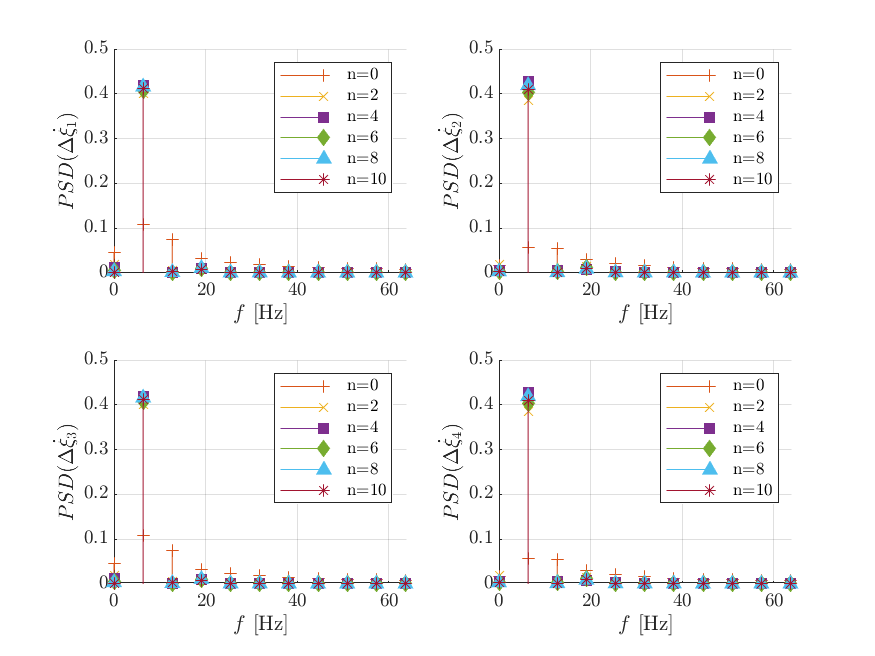 0.5
0.4
0.3
0.2
0.1
0
0 20 40 60
f [Hz]
PSD(Δξ̇₁)
n=0
n=2
n=4
n=6
n=8
n=10
0.5
0.4
0.3
0.2
0.1
0
0 20 40 60
f [Hz]
PSD(Δξ̇₂)
n=0
n=2
n=4
n=6
n=8
n=10
0.5
0.4
0.3
0.2
0.1
0
0 20 40 60
f [Hz]
PSD(Δξ̇₃)
n=0
n=2
n=4
n=6
n=8
n=10
0.5
0.4
0.3
0.2
0.1
0
0 20 40 60
f [Hz]
PSD(Δξ̇₄)
n=0
n=2
n=4
n=6
n=8
n=10